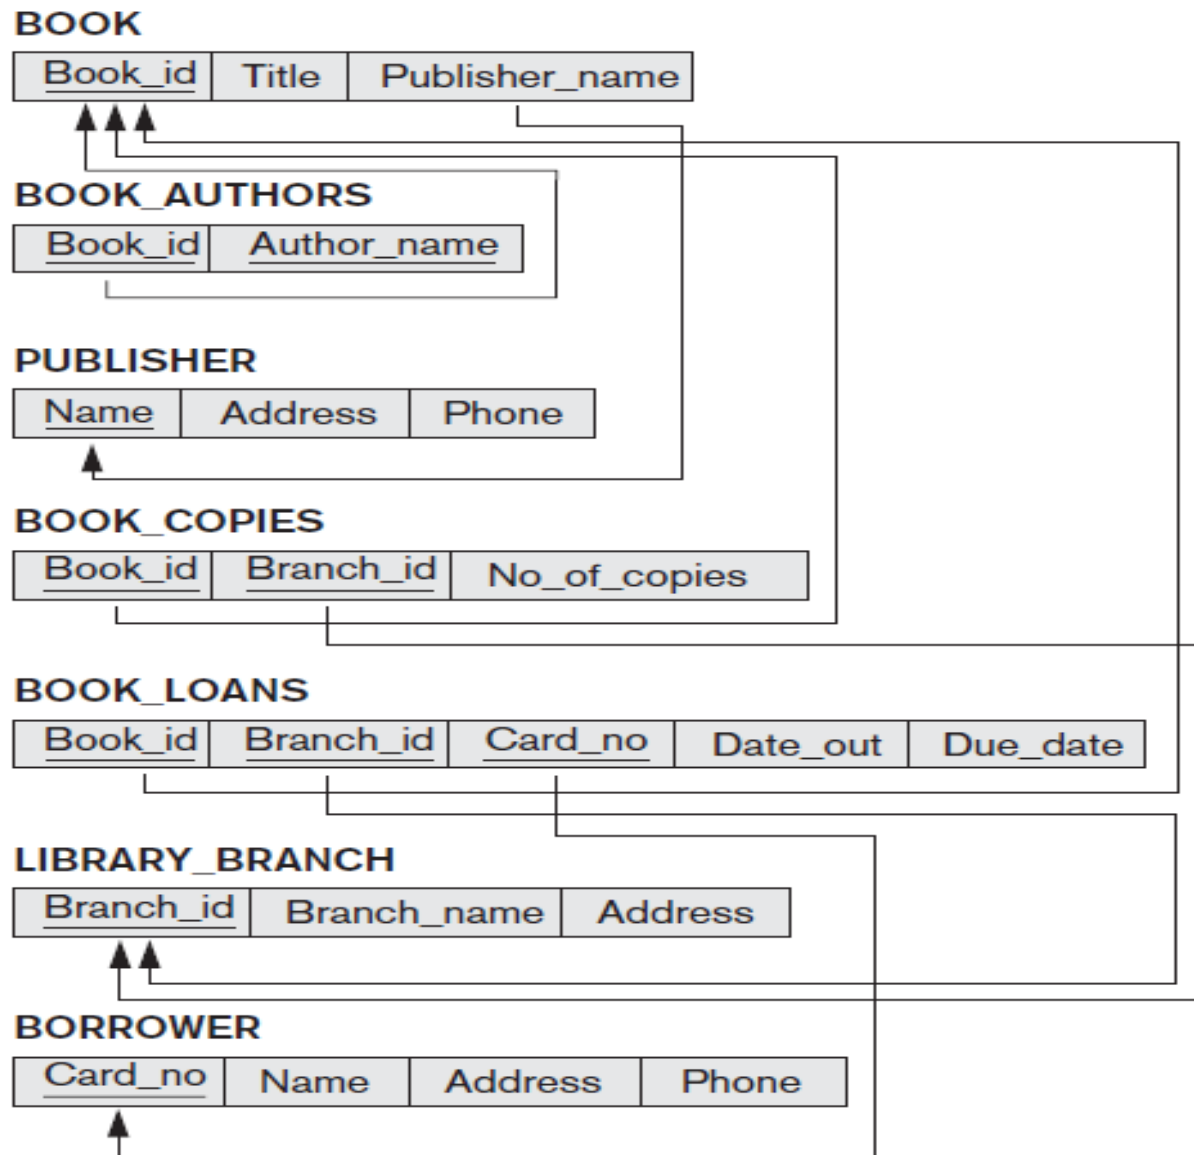 BOOK
Book_id Title Publisher_name
BOOK_AUTHORS
Book_id Author_name
PUBLISHER
Name Address Phone
BOOK_COPIES
Book_id Branch_id No_of_copies
BOOK_LOANS
Book_id Branch_id Card_no Date_out Due_date
LIBRARY_BRANCH
Branch_id Branch_name Address
BORROWER
Card_no Name Address Phone